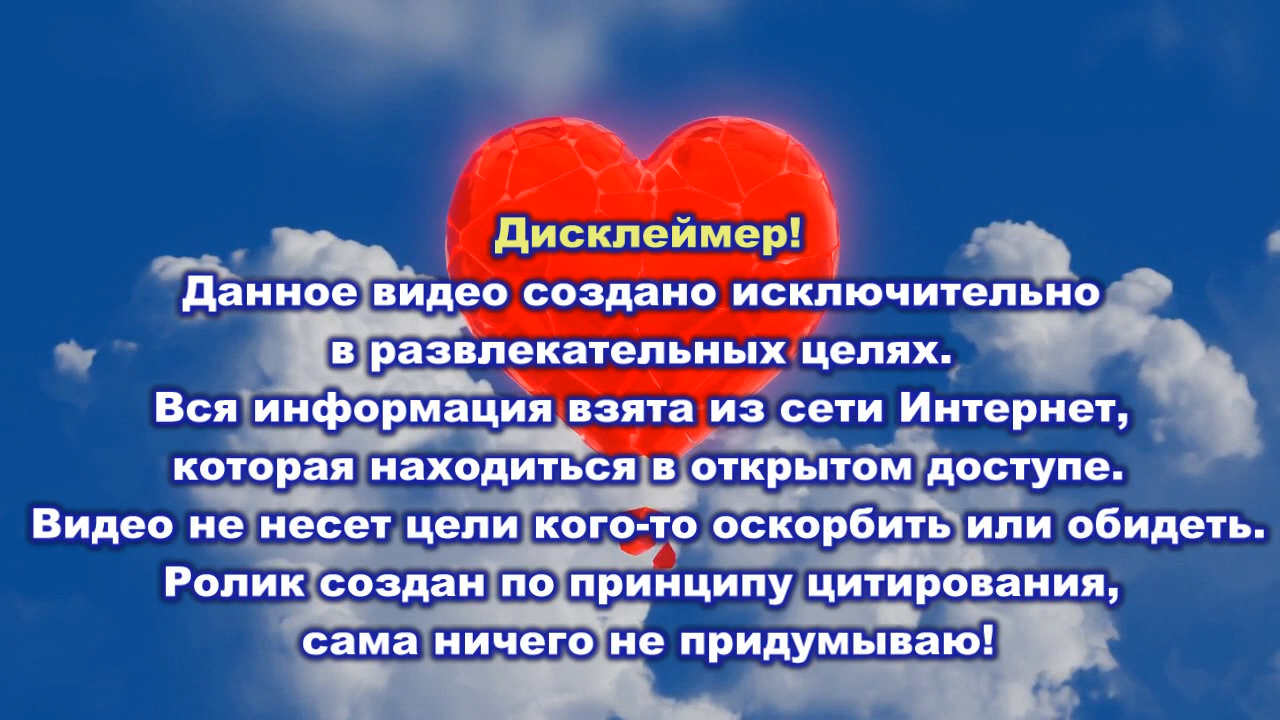 Дисклеймер!
Данное видео создано исключительно
в развлекательных целях.
Вся информация взята из сети Интернет,
которая находиться в открытом доступе.
Видео не несет цели кого-то оскорбить или обидеть.
Ролик создан по принципу цитирования,
сама ничего не придумываю!